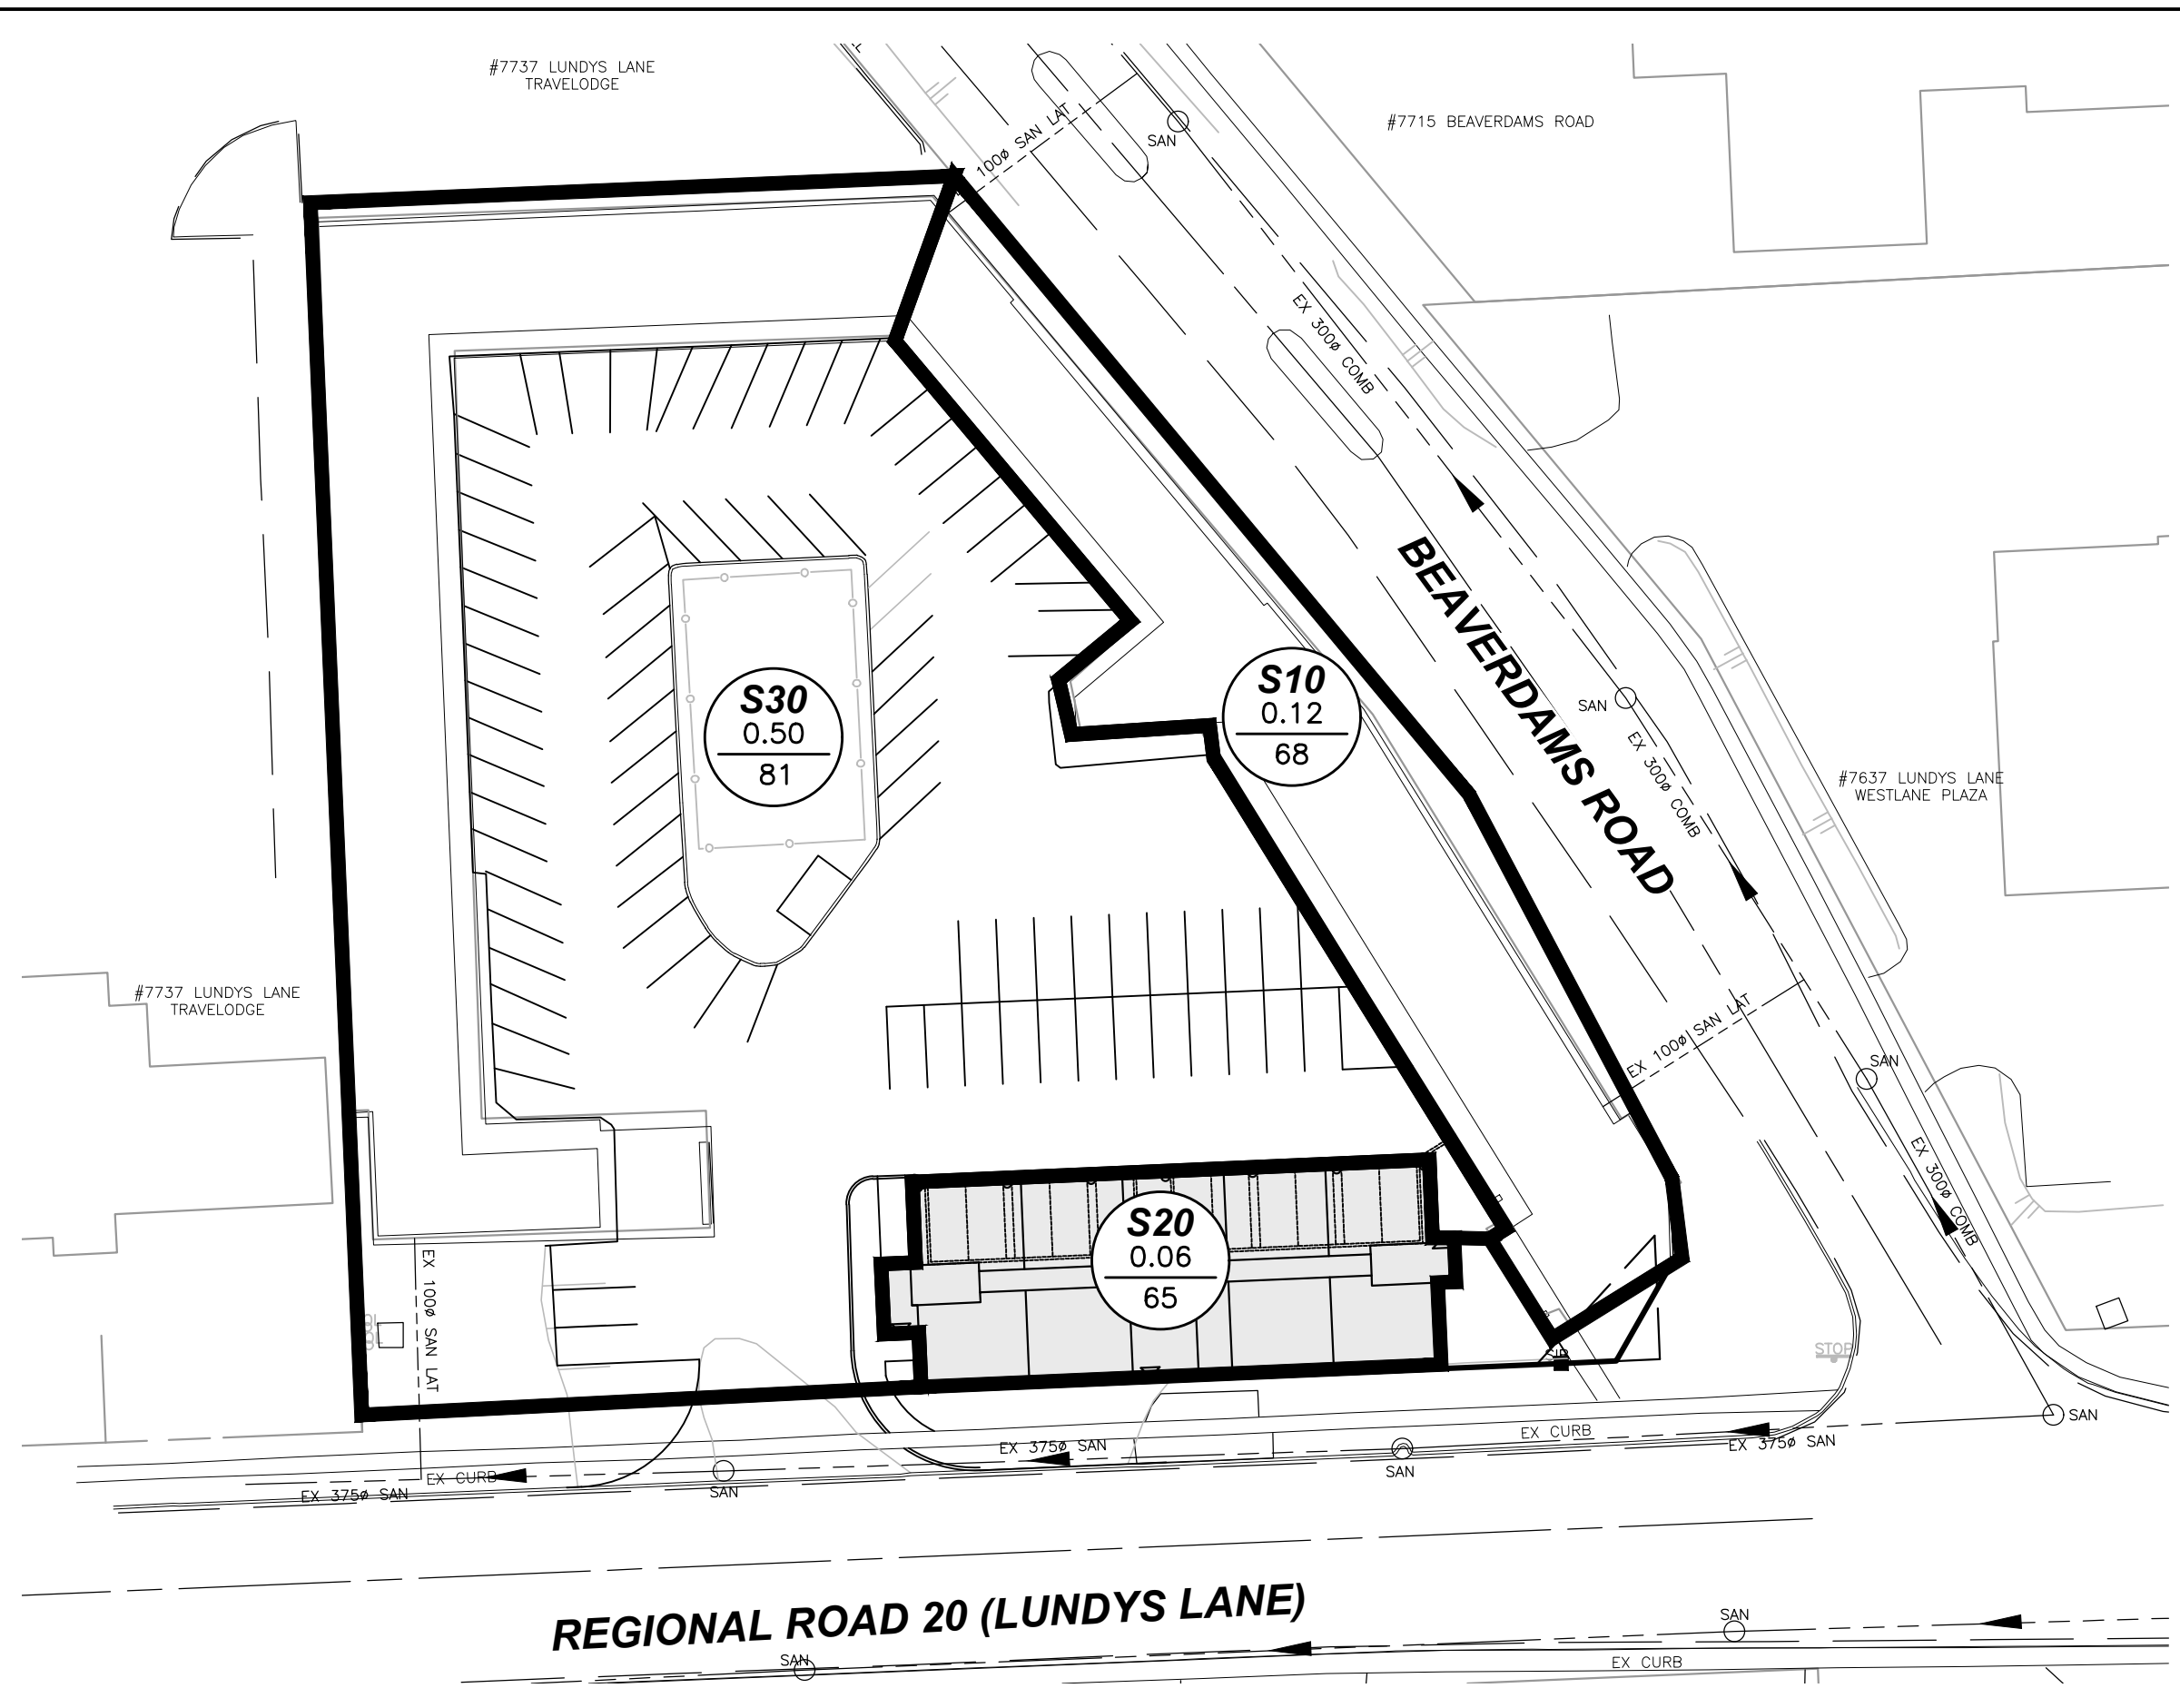 #7737 LUNDYS LANE
TRAVELODGE
#7715 BEAVERDAMS ROAD
100ø SAN LAT
SAN
EX 300ø COMB
BEAVERDAMS ROAD
S30
0.50
81
S10
0.12
68
SAN
EX 300ø COMB
#7637 LUNDYS LANE
WESTLANE PLAZA
#7737 LUNDYS LANE
TRAVELODGE
EX 100ø SAN LAT
SAN
EX 300ø COMB
S20
0.06
65
EX 100ø SAN LAT
STOP
SIB
SAN
EX 375ø SAN
EX CURB
EX 375ø SAN
EX CURB
EX 375ø SAN
SAN
SAN
REGIONAL ROAD 20 (LUNDYS LANE)
SAN
SAN
EX CURB